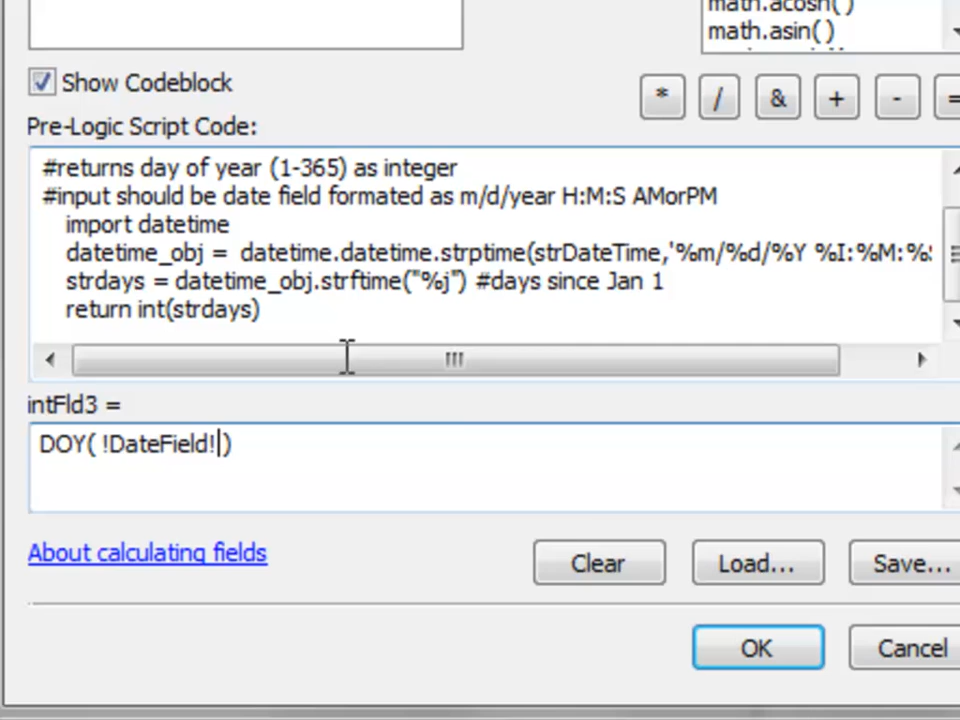 math.acosh( )
math.asin( )
Show Codeblock
* / & + - =
Pre-Logic Script Code:
#returns day of year (1-365) as integer
#input should be date field formated as m/d/year H:M:S AMorPM
import datetime
datetime_obj =  datetime.datetime.strptime(strDateTime,'%m/%d/%Y %I:%M:%
strdays = datetime_obj.strftime("%j") #days since Jan 1
return int(strdays)
intFld3 =
DOY( !DateField! )
About calculating fields
Clear Load... Save...
OK Cancel